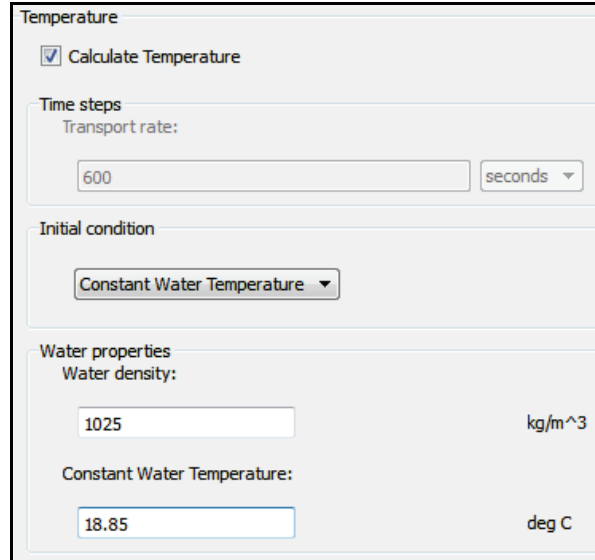 Temperature
Calculate Temperature
Time steps
Transport rate:
600 seconds
Initial condition
Constant Water Temperature
Water properties
Water density:
1025 kg/m^3
Constant Water Temperature:
18.85 deg C